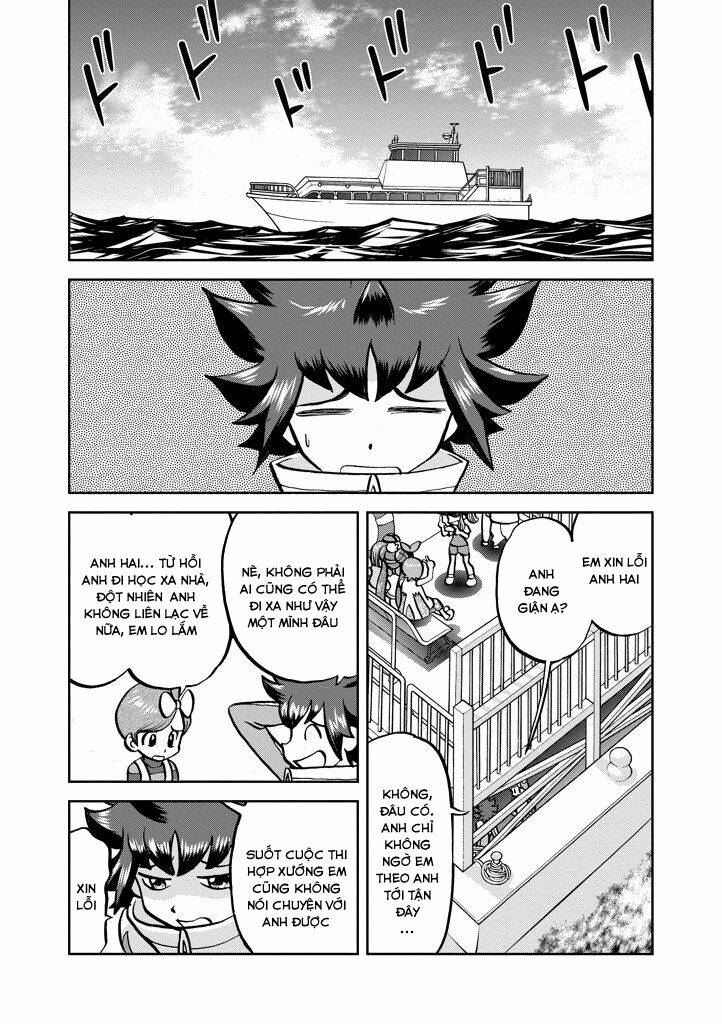 ド ド ド ド ド ド ド
EM XIN LỖI
ANH HAI
ANH
ĐANG
GIẬN Ạ?
KHÔNG,
ĐÂU CÓ.
ANH CHỈ
KHÔNG
NGỜ EM
THEO ANH
TỚI TẬN
ĐÂY
...
NÈ, KHÔNG PHẢI
AI CŨNG CÓ THỂ
ĐI XA NHƯ VẬY
MỘT MÌNH ĐÂU
ANH HAI... TỪ HỒI
ANH ĐI HỌC XA NHÀ,
ĐỘT NHIÊN ANH
KHÔNG LIÊN LẠC VỀ
NỮA, EM LO LẮM
SUỐT CUỘC THI
HỢP XƯỚNG EM
CŨNG KHÔNG
NÓI CHUYỆN VỚI
ANH ĐƯỢC
XIN
LỖI